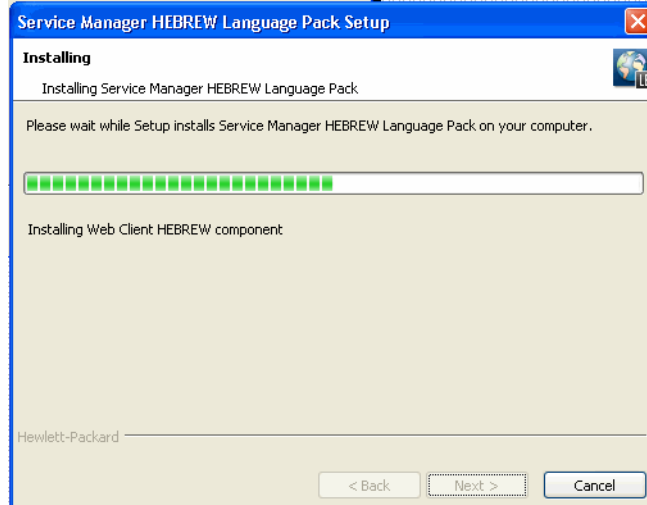 Service Manager HEBREW Language Pack Setup
Installing
Installing Service Manager HEBREW Language Pack
Please wait while Setup installs Service Manager HEBREW Language Pack on your computer.
Installing Web Client HEBREW component
Hewlett-Packard
< Back Next > Cancel